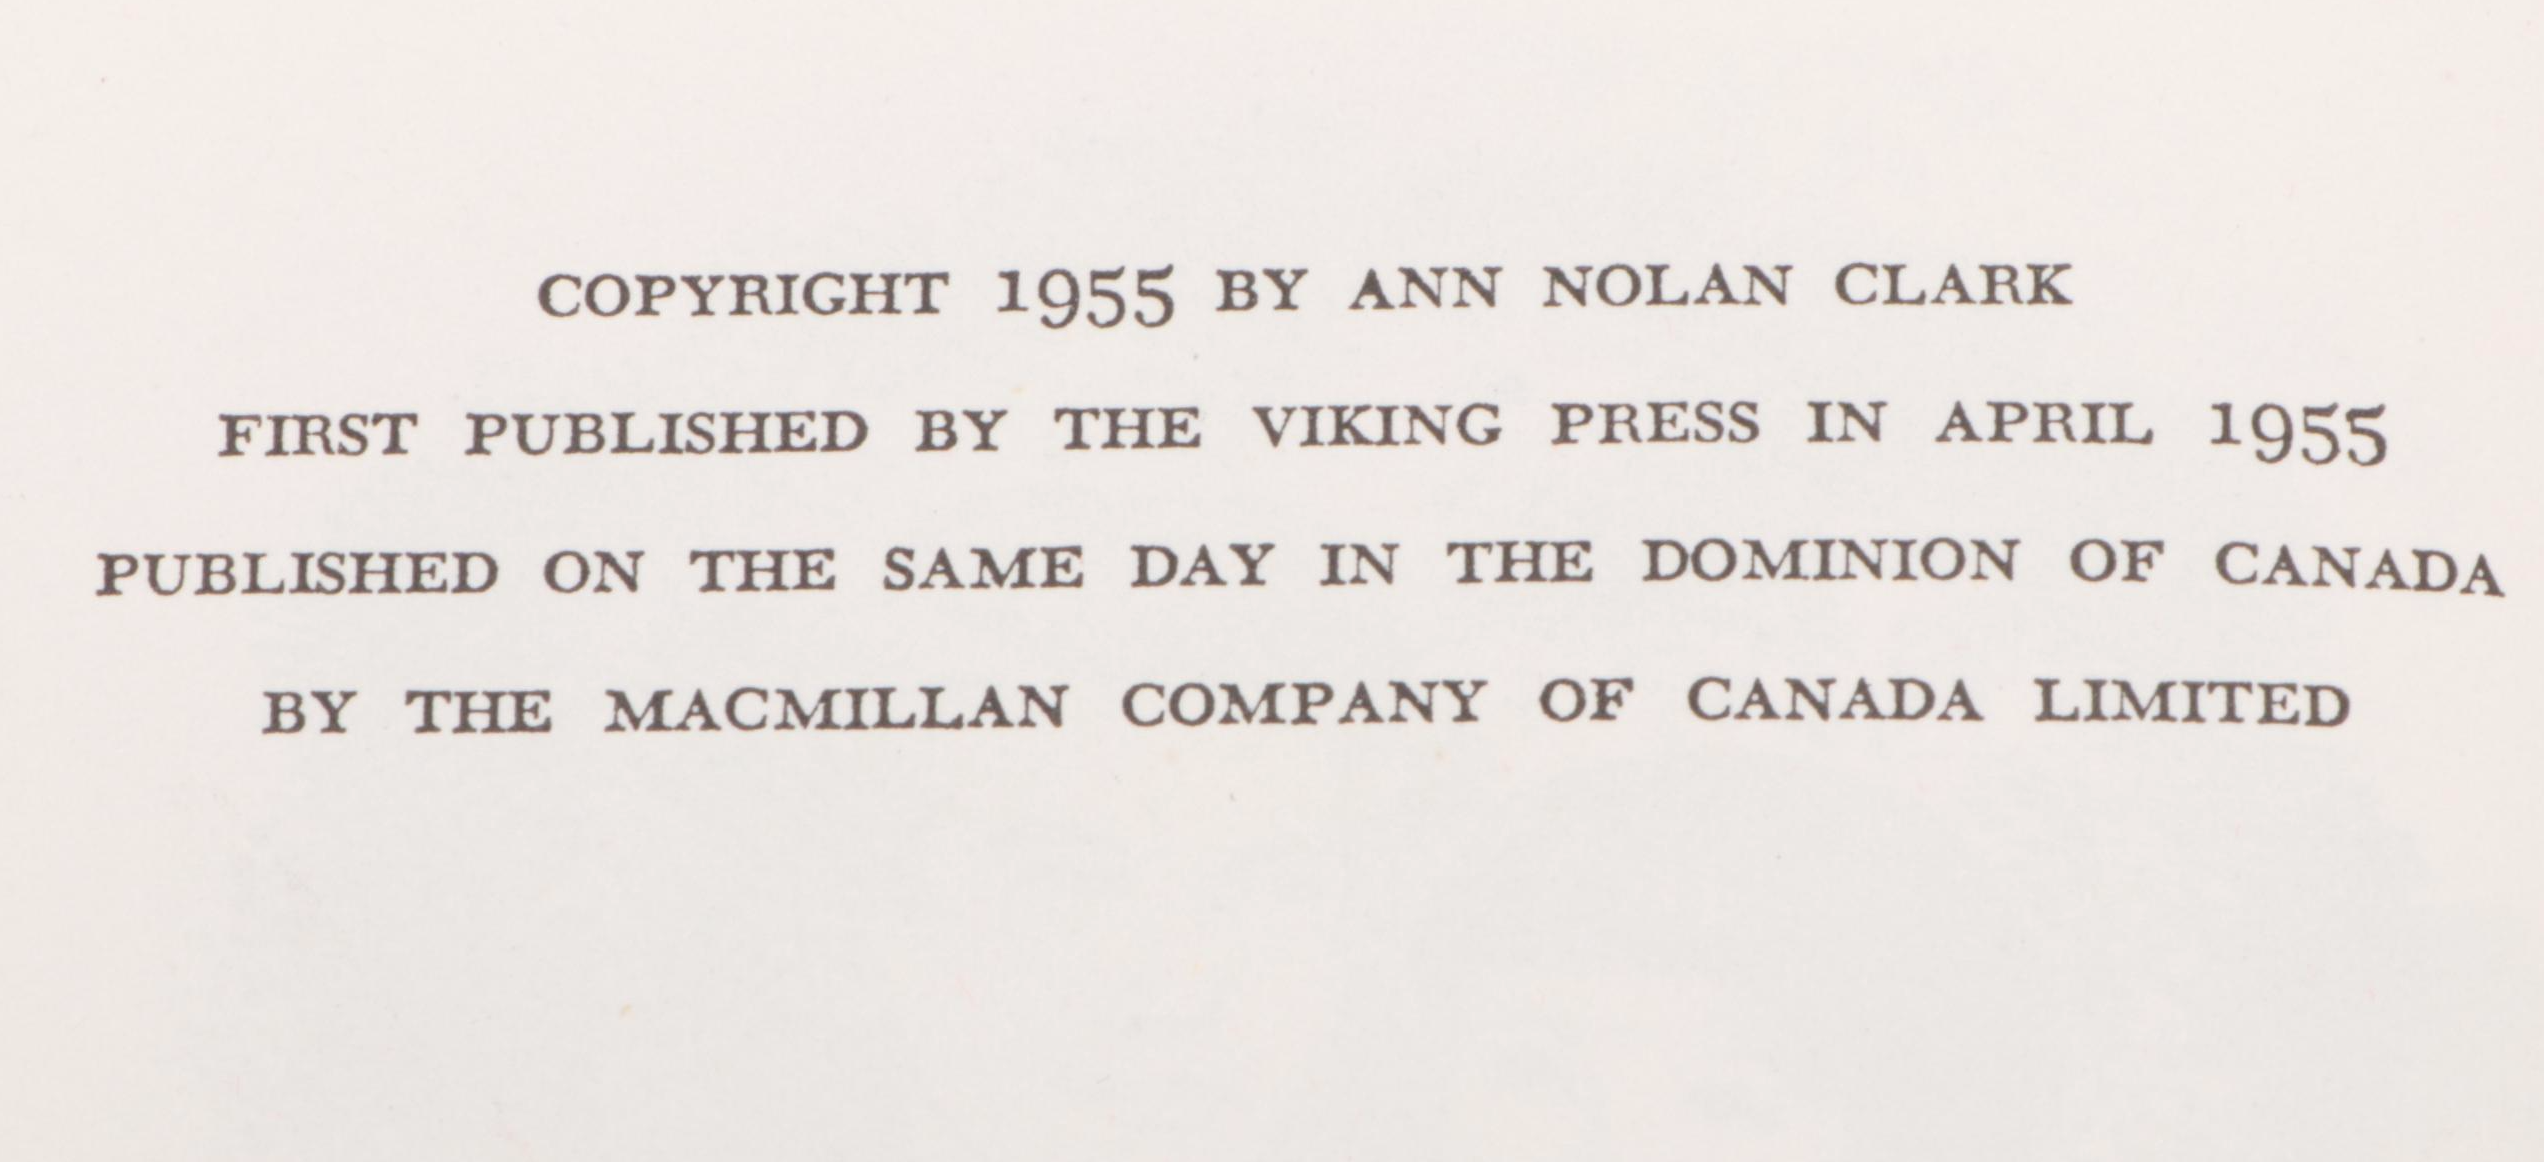 COPYRIGHT 1955 BY ANN NOLAN CLARK
FIRST PUBLISHED BY THE VIKING PRESS IN APRIL 1955
PUBLISHED ON THE SAME DAY IN THE DOMINION OF CANADA
BY THE MACMILLAN COMPANY OF CANADA LIMITED